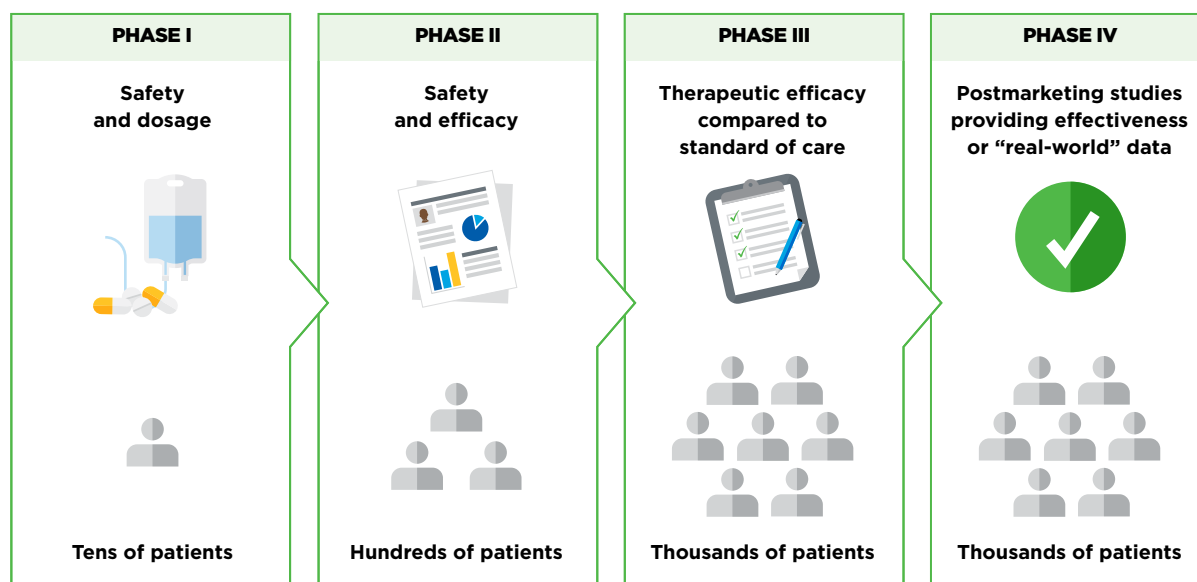 PHASE I
Safety
and dosage
Tens of patients
PHASE II
Safety
and efficacy
Hundreds of patients
PHASE III
Therapeutic efficacy
compared to
standard of care
Thousands of patients
PHASE IV
Postmarketing studies
providing effectiveness
or “real-world” data
Thousands of patients